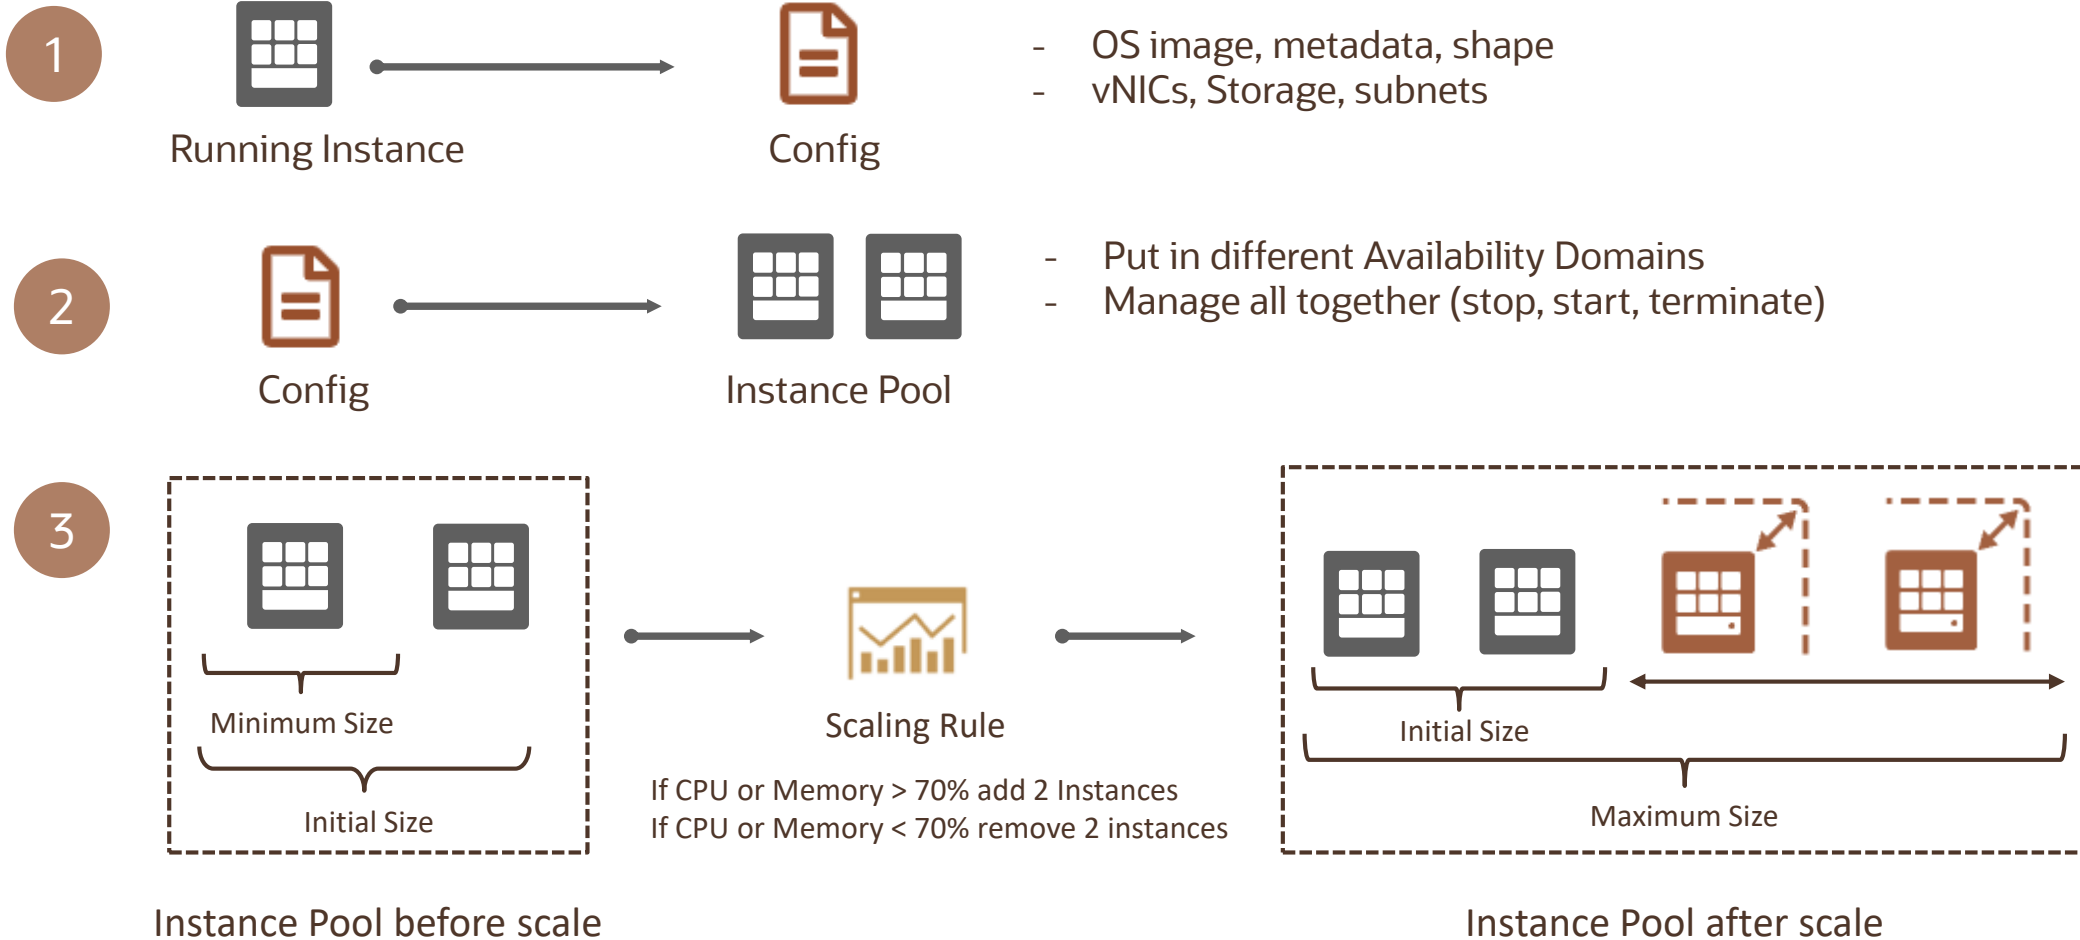 1
- OS image, metadata, shape
- vNICs, Storage, subnets
Running Instance
Config
2
- Put in different Availability Domains
- Manage all together (stop, start, terminate)
Config
Instance Pool
3
Minimum Size
Initial Size
Scaling Rule
If CPU or Memory > 70% add 2 Instances
If CPU or Memory < 70% remove 2 instances
Initial Size
Maximum Size
Instance Pool before scale
Instance Pool after scale